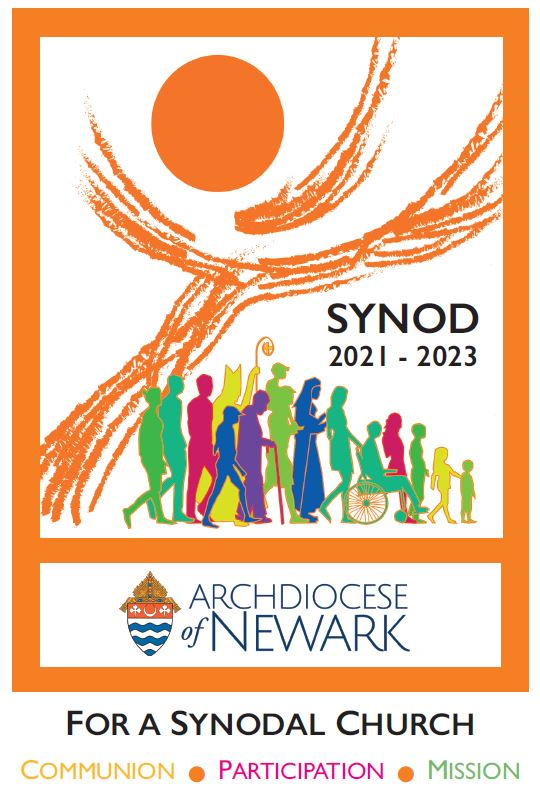 SYNOD
2021 - 2023
ARCHDIOCESE
of NEWARK
FOR A SYNODAL CHURCH
COMMUNION ● PARTICIPATION ● MISSION